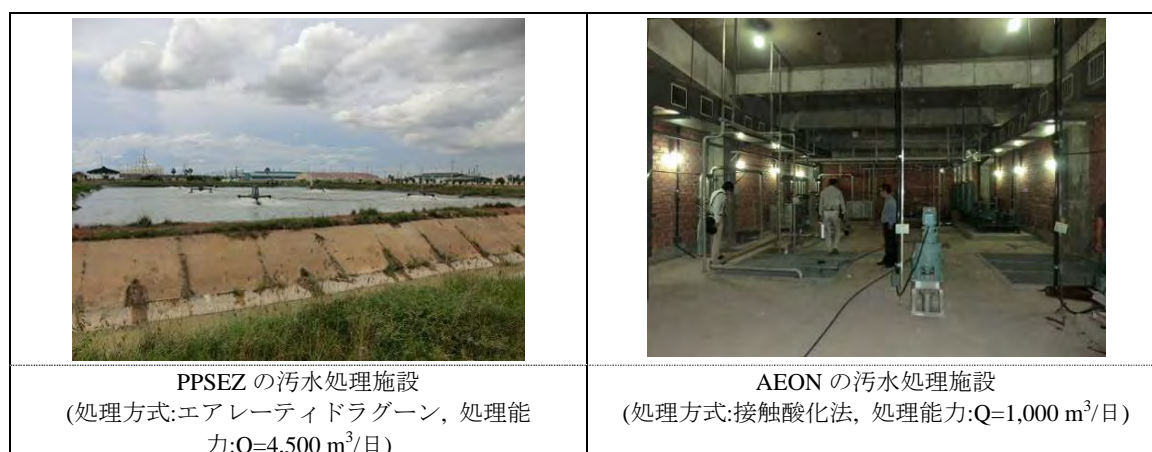 PPSEZ の汚水処理施設
(処理方式:エアレーティドラグーン, 処理能
力:Q=4,500 m³/日)
AEON の汚水処理施設
(処理方式:接触酸化法, 処理能力:Q=1,000 m³/日)